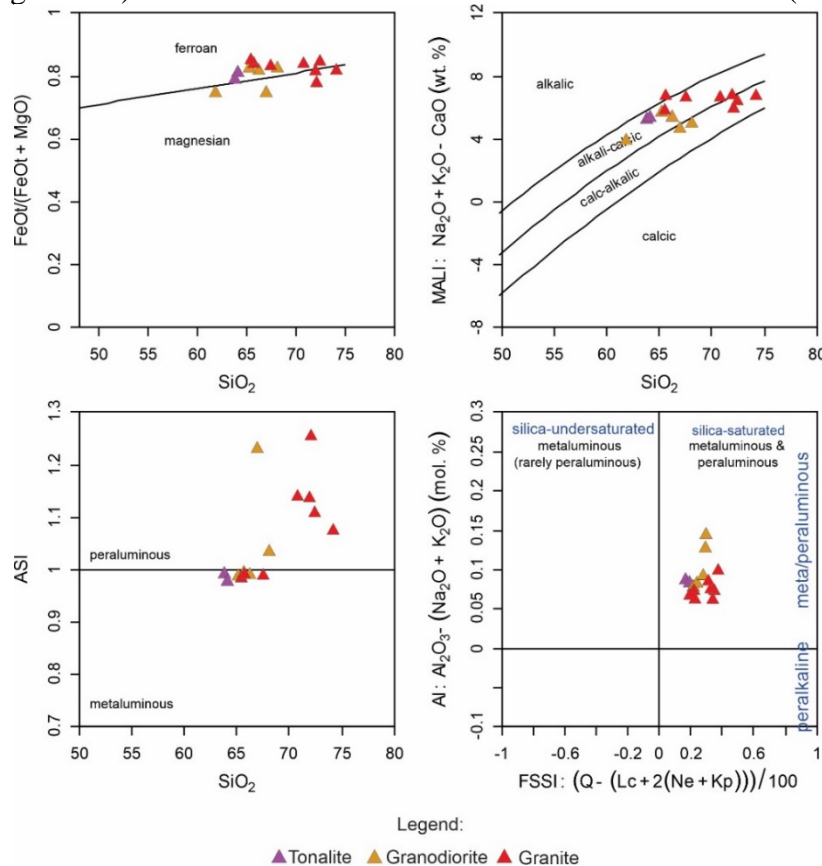 ferroan
magnesian
FeOt/(FeOt + MgO)
0 0.2 0.4 0.6 0.8 1
50 55 60 65 70 75 80
SiO₂
alkalic
alkali-calcic
calc-alkalic
calcic
MALI : Na₂O + K₂O - CaO (wt. %)
-8 -4 0 4 8 12
50 55 60 65 70 75 80
SiO₂
peraluminous
metaluminous
ASI
0.7 0.8 0.9 1 1.1 1.2 1.3
50 55 60 65 70 75 80
SiO₂
silica-undersaturated
metaluminous
(rarely peraluminous)
silica-saturated
metaluminous &
peraluminous
meta/peraluminous
peralkaline
AI : Al₂O₃- (Na₂O + K₂O) (mol. %)
-0.1 0 0.05 0.1 0.15 0.2 0.3
-1 -0.6 -0.2 0 0.2 0.6 1
FSSI : (Q - (Lc + 2(Ne + Kp)))/100
Legend:
Tonalite Granodiorite Granite